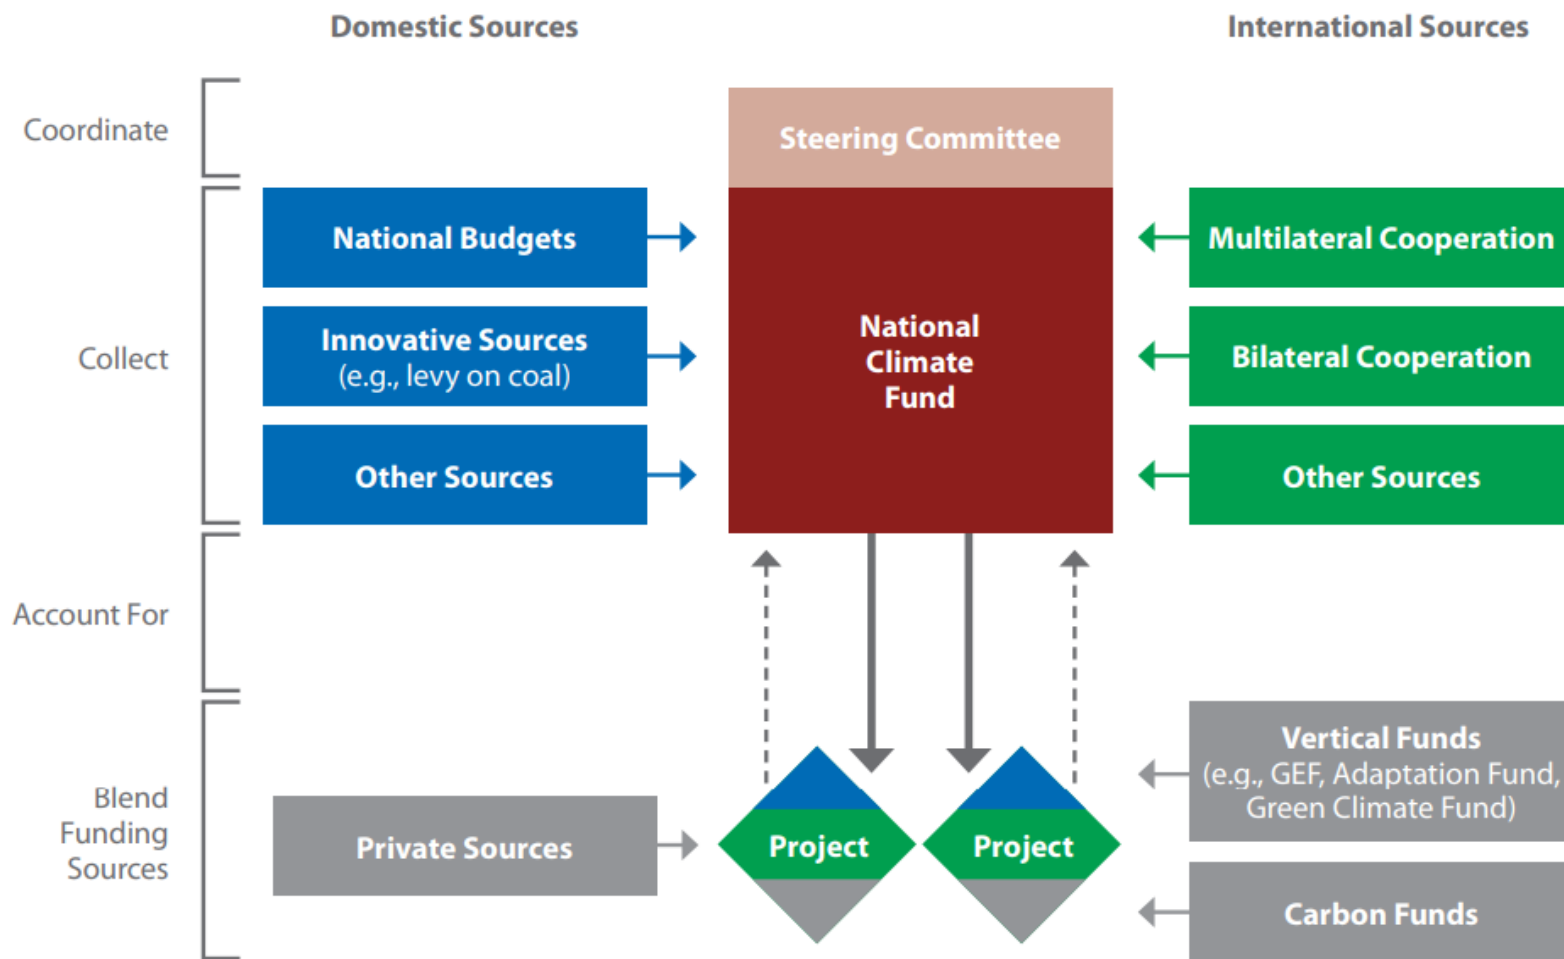 Domestic Sources
International Sources
Coordinate
Steering Committee
Collect
National Budgets
Multilateral Cooperation
Innovative Sources
(e.g., levy on coal)
National
Climate
Fund
Bilateral Cooperation
Other Sources
Other Sources
Account For
Blend
Funding
Sources
Private Sources
Project
Project
Vertical Funds
(e.g., GEF, Adaptation Fund,
Green Climate Fund)
Carbon Funds